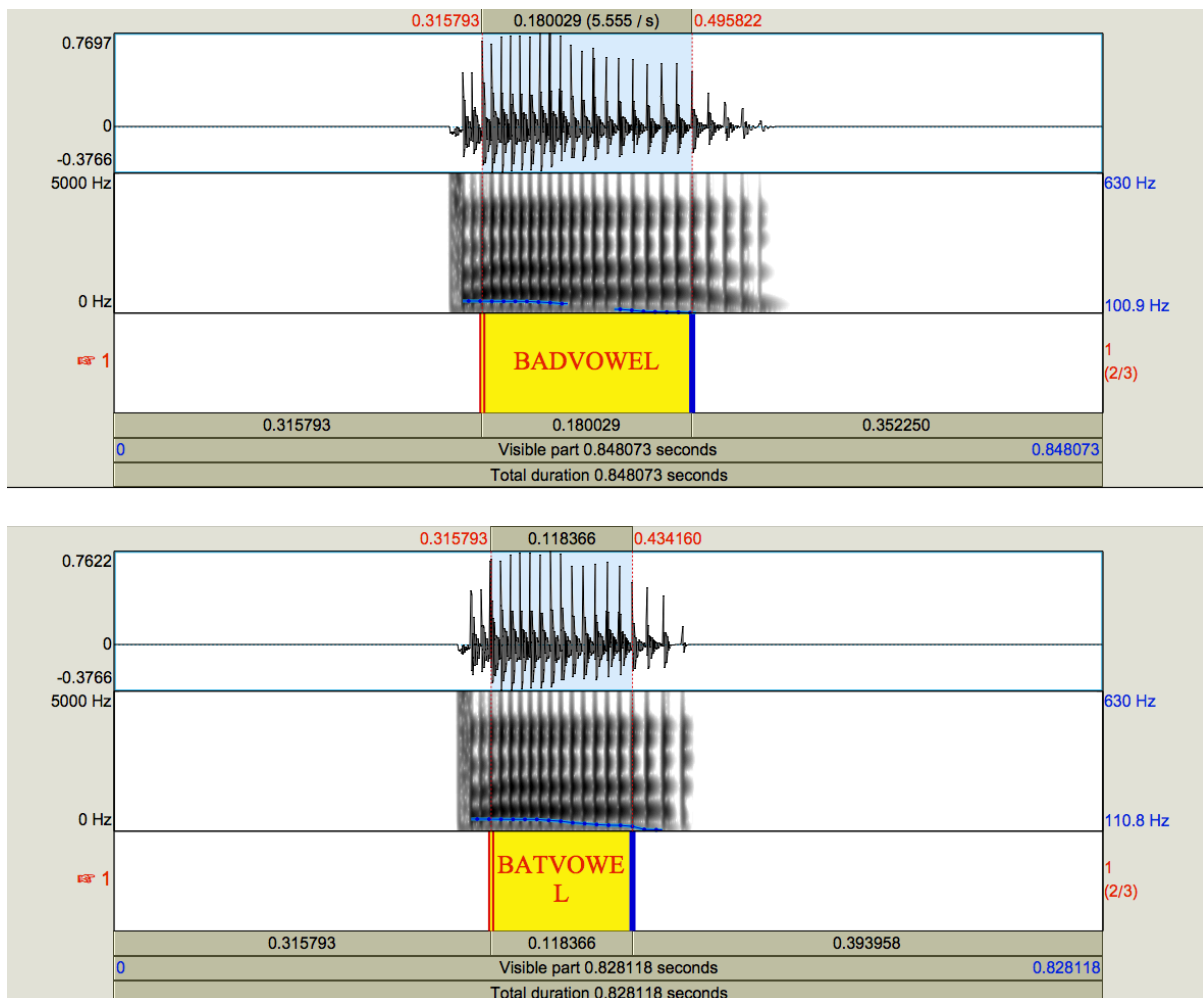 0.315793 0.180029 (5.555 / s) 0.495822
0.7697
0
-0.3766
5000 Hz 630 Hz
0 Hz 100.9 Hz
☞ 1 BADVOWEL 1
(2/3)
0.315793 0.180029 0.352250
0 Visible part 0.848073 seconds 0.848073
Total duration 0.848073 seconds
0.315793 0.118366 0.434160
0.7622
0
-0.3766
5000 Hz 630 Hz
0 Hz 110.8 Hz
☞ 1 BATVOWE 1
L (2/3)
0.315793 0.118366 0.393958
0 Visible part 0.828118 seconds 0.828118
Total duration 0.828118 seconds